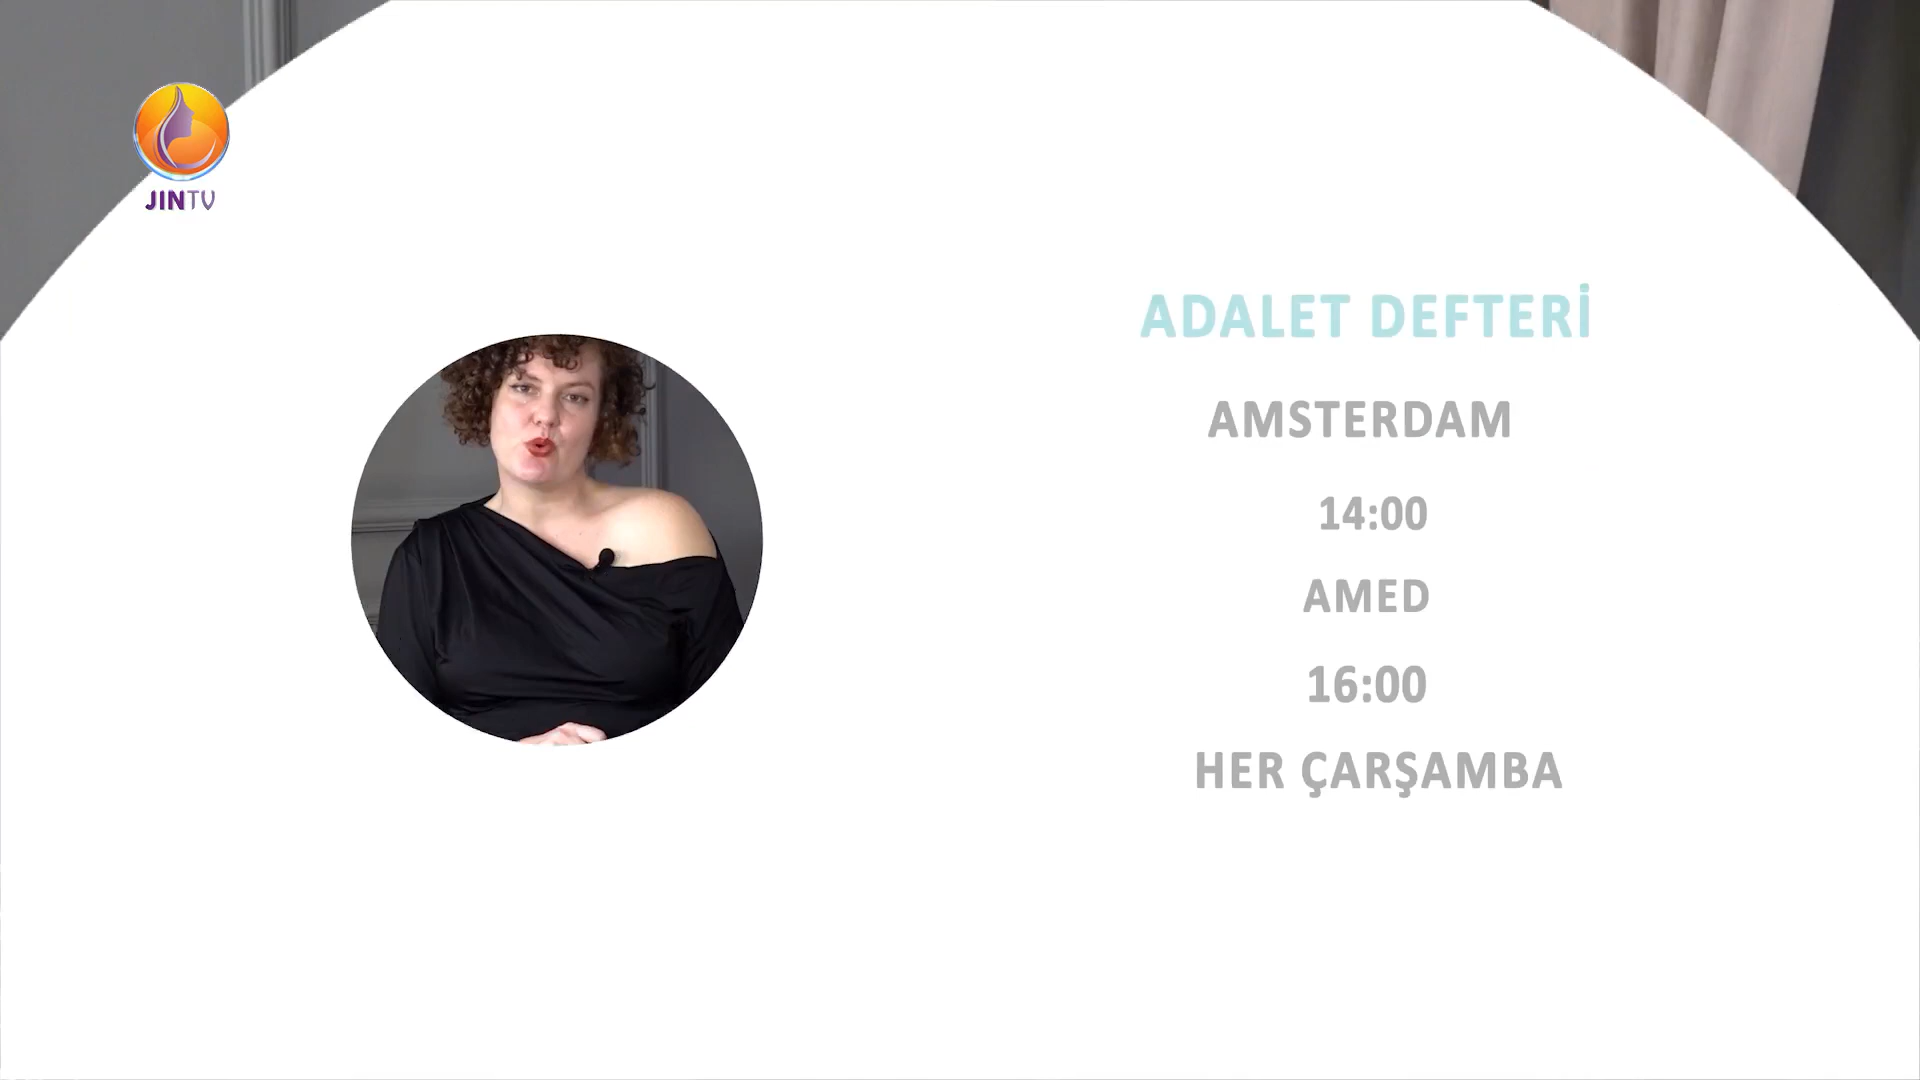 JINTV
ADALET DEFTERİ
AMSTERDAM
14:00
AMED
16:00
HER ÇARŞAMBA